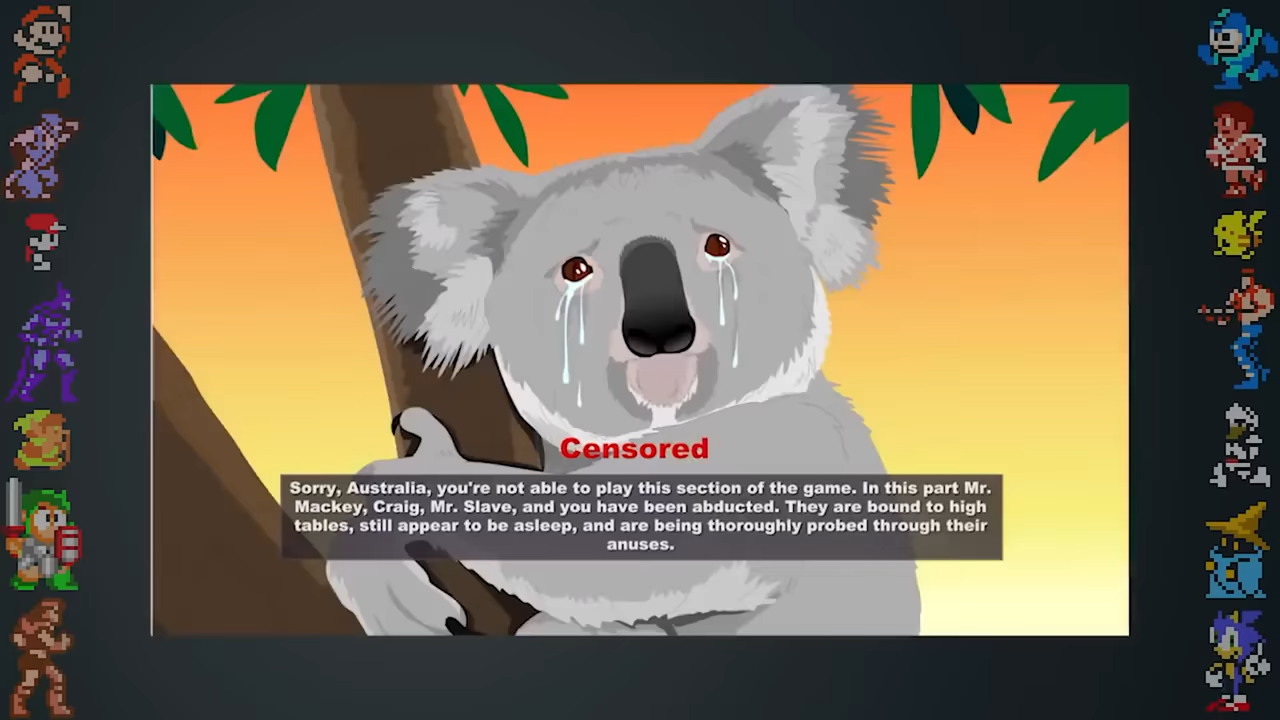 Censored
Sorry, Australia, you're not able to play this section of the game. In this part Mr.
Mackey, Craig, Mr. Slave, and you have been abducted. They are bound to high
tables, still appear to be asleep, and are being thoroughly probed through their
anuses.